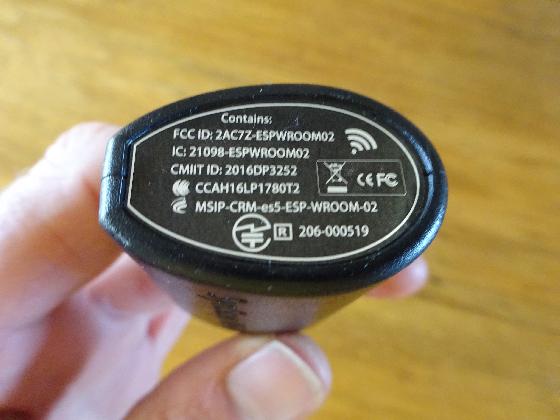 Contains:
FCC ID: 2AC7Z-ESPWROOM02
IC: 21098-ESPWROOM02
CMIIT ID: 2016DP3252
CCAH16LP1780T2
MSIP-CRM-es5-ESP-WROOM-02
R 206-000519
CE FC